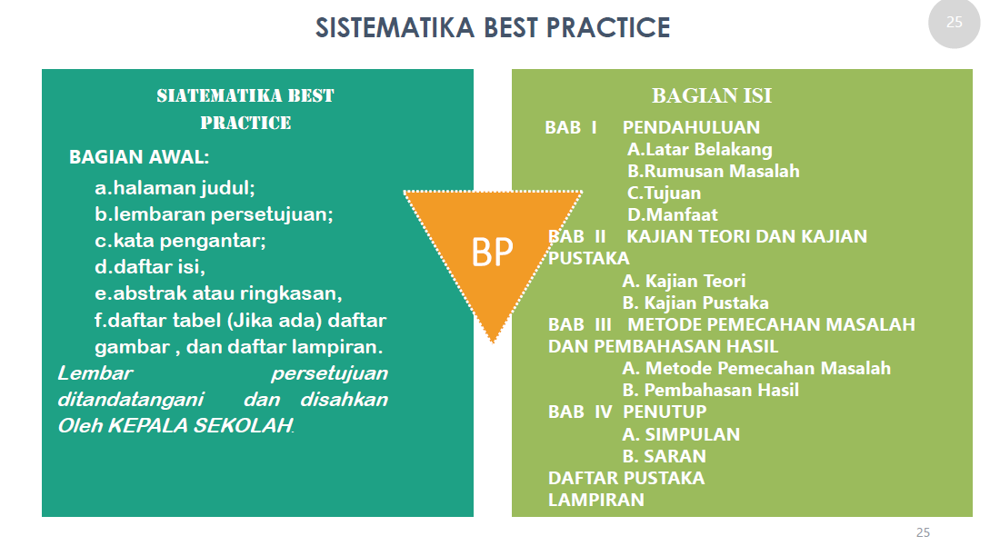 SISTEMATIKA BEST PRACTICE
25
SIATEMATIKA BEST
PRACTICE
BAGIAN AWAL:
a.halaman judul;
b.lembaran persetujuan;
c.kata pengantar;
d.daftar isi,
e.abstrak atau ringkasan,
f.daftar tabel (Jika ada) daftar
gambar , dan daftar lampiran.
Lembar persetujuan
ditandatangani dan disahkan
Oleh KEPALA SEKOLAH.
BP
BAGIAN ISI
BAB I PENDAHULUAN
A.Latar Belakang
B.Rumusan Masalah
C.Tujuan
D.Manfaat
BAB II KAJIAN TEORI DAN KAJIAN
PUSTAKA
A. Kajian Teori
B. Kajian Pustaka
BAB III METODE PEMECAHAN MASALAH
DAN PEMBAHASAN HASIL
A. Metode Pemecahan Masalah
B. Pembahasan Hasil
BAB IV PENUTUP
A. SIMPULAN
B. SARAN
DAFTAR PUSTAKA
LAMPIRAN
25